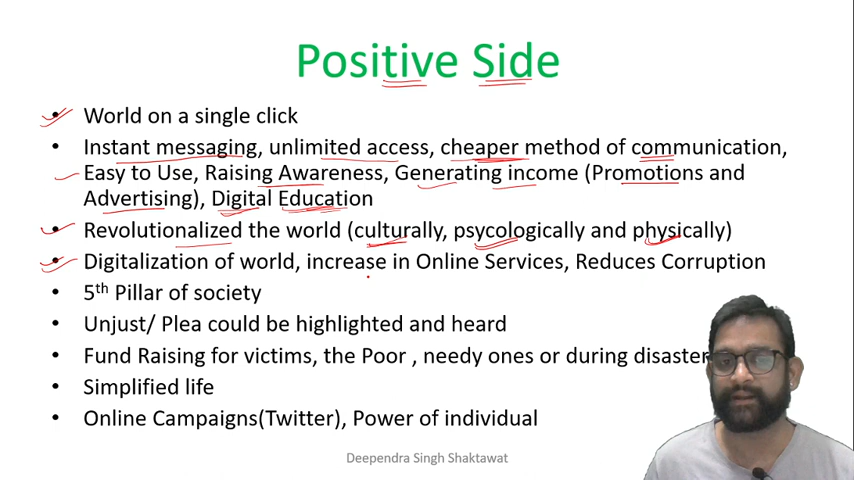 Positive Side
• World on a single click
• Instant messaging, unlimited access, cheaper method of communication,
Easy to Use, Raising Awareness, Generating income (Promotions and
Advertising), Digital Education
• Revolutionalized the world (culturally, psycologically and physically)
• Digitalization of world, increase in Online Services, Reduces Corruption
• 5th Pillar of society
• Unjust/ Plea could be highlighted and heard
• Fund Raising for victims, the Poor , needy ones or during disaster
• Simplified life
• Online Campaigns(Twitter), Power of individual
Deependra Singh Shaktawat